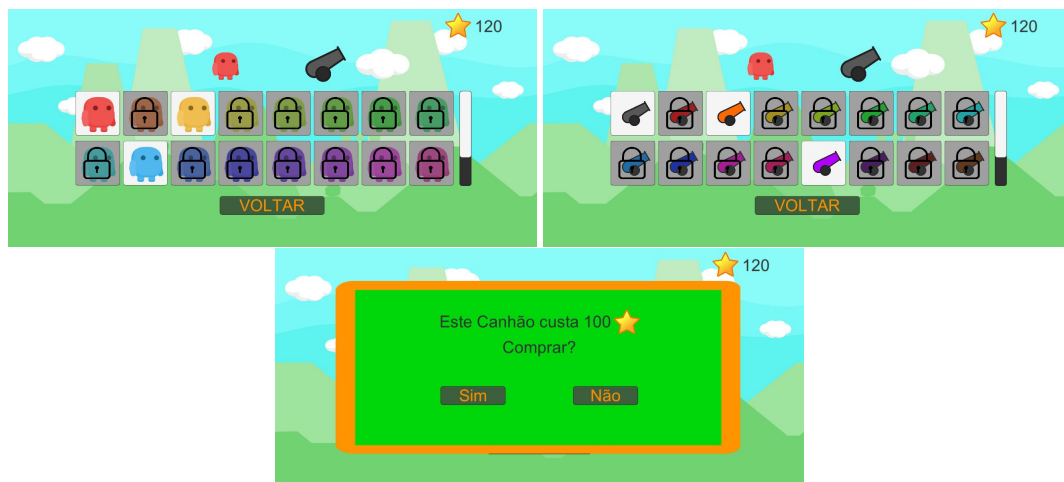 120
VOLTAR
120
VOLTAR
120
Este Canhão custa 100
Comprar?
Sim
Não